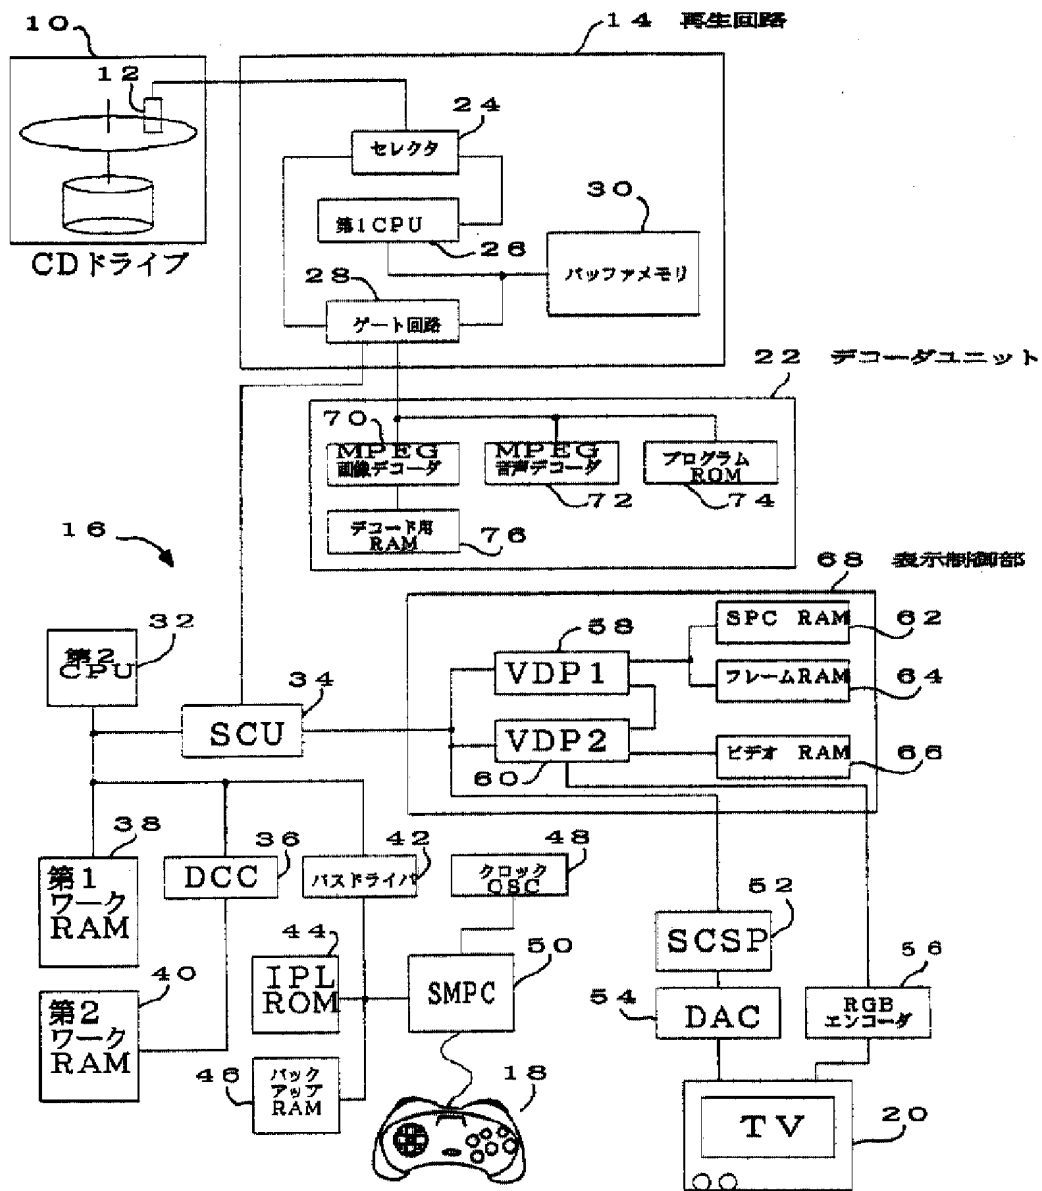 10
14 再生回路
12
24
セレクタ
30
第1CPU
26
CDドライブ
バッファメモリ
28
ゲート回路
22 デコーダユニット
70
MPEG
画像デコーダ
MPEG
音声デコーダ
プログラム
ROM
72
74
デコード用
RAM
76
16
68 表示制御部
32
第2
CPU
58
SPC RAM
62
VDP1
34
フレームRAM
64
SCU
VDP2
ビデオ RAM
66
60
38
36
42
48
第1
ワーク
RAM
DCC
バスドライバ
クロック
OSC
52
44
50
SCSP
56
40
IPL
ROM
SMPC
54
第2
ワーク
RAM
DAC
RGB
エンコーダ
46
バック
アップ
RAM
18
TV
20